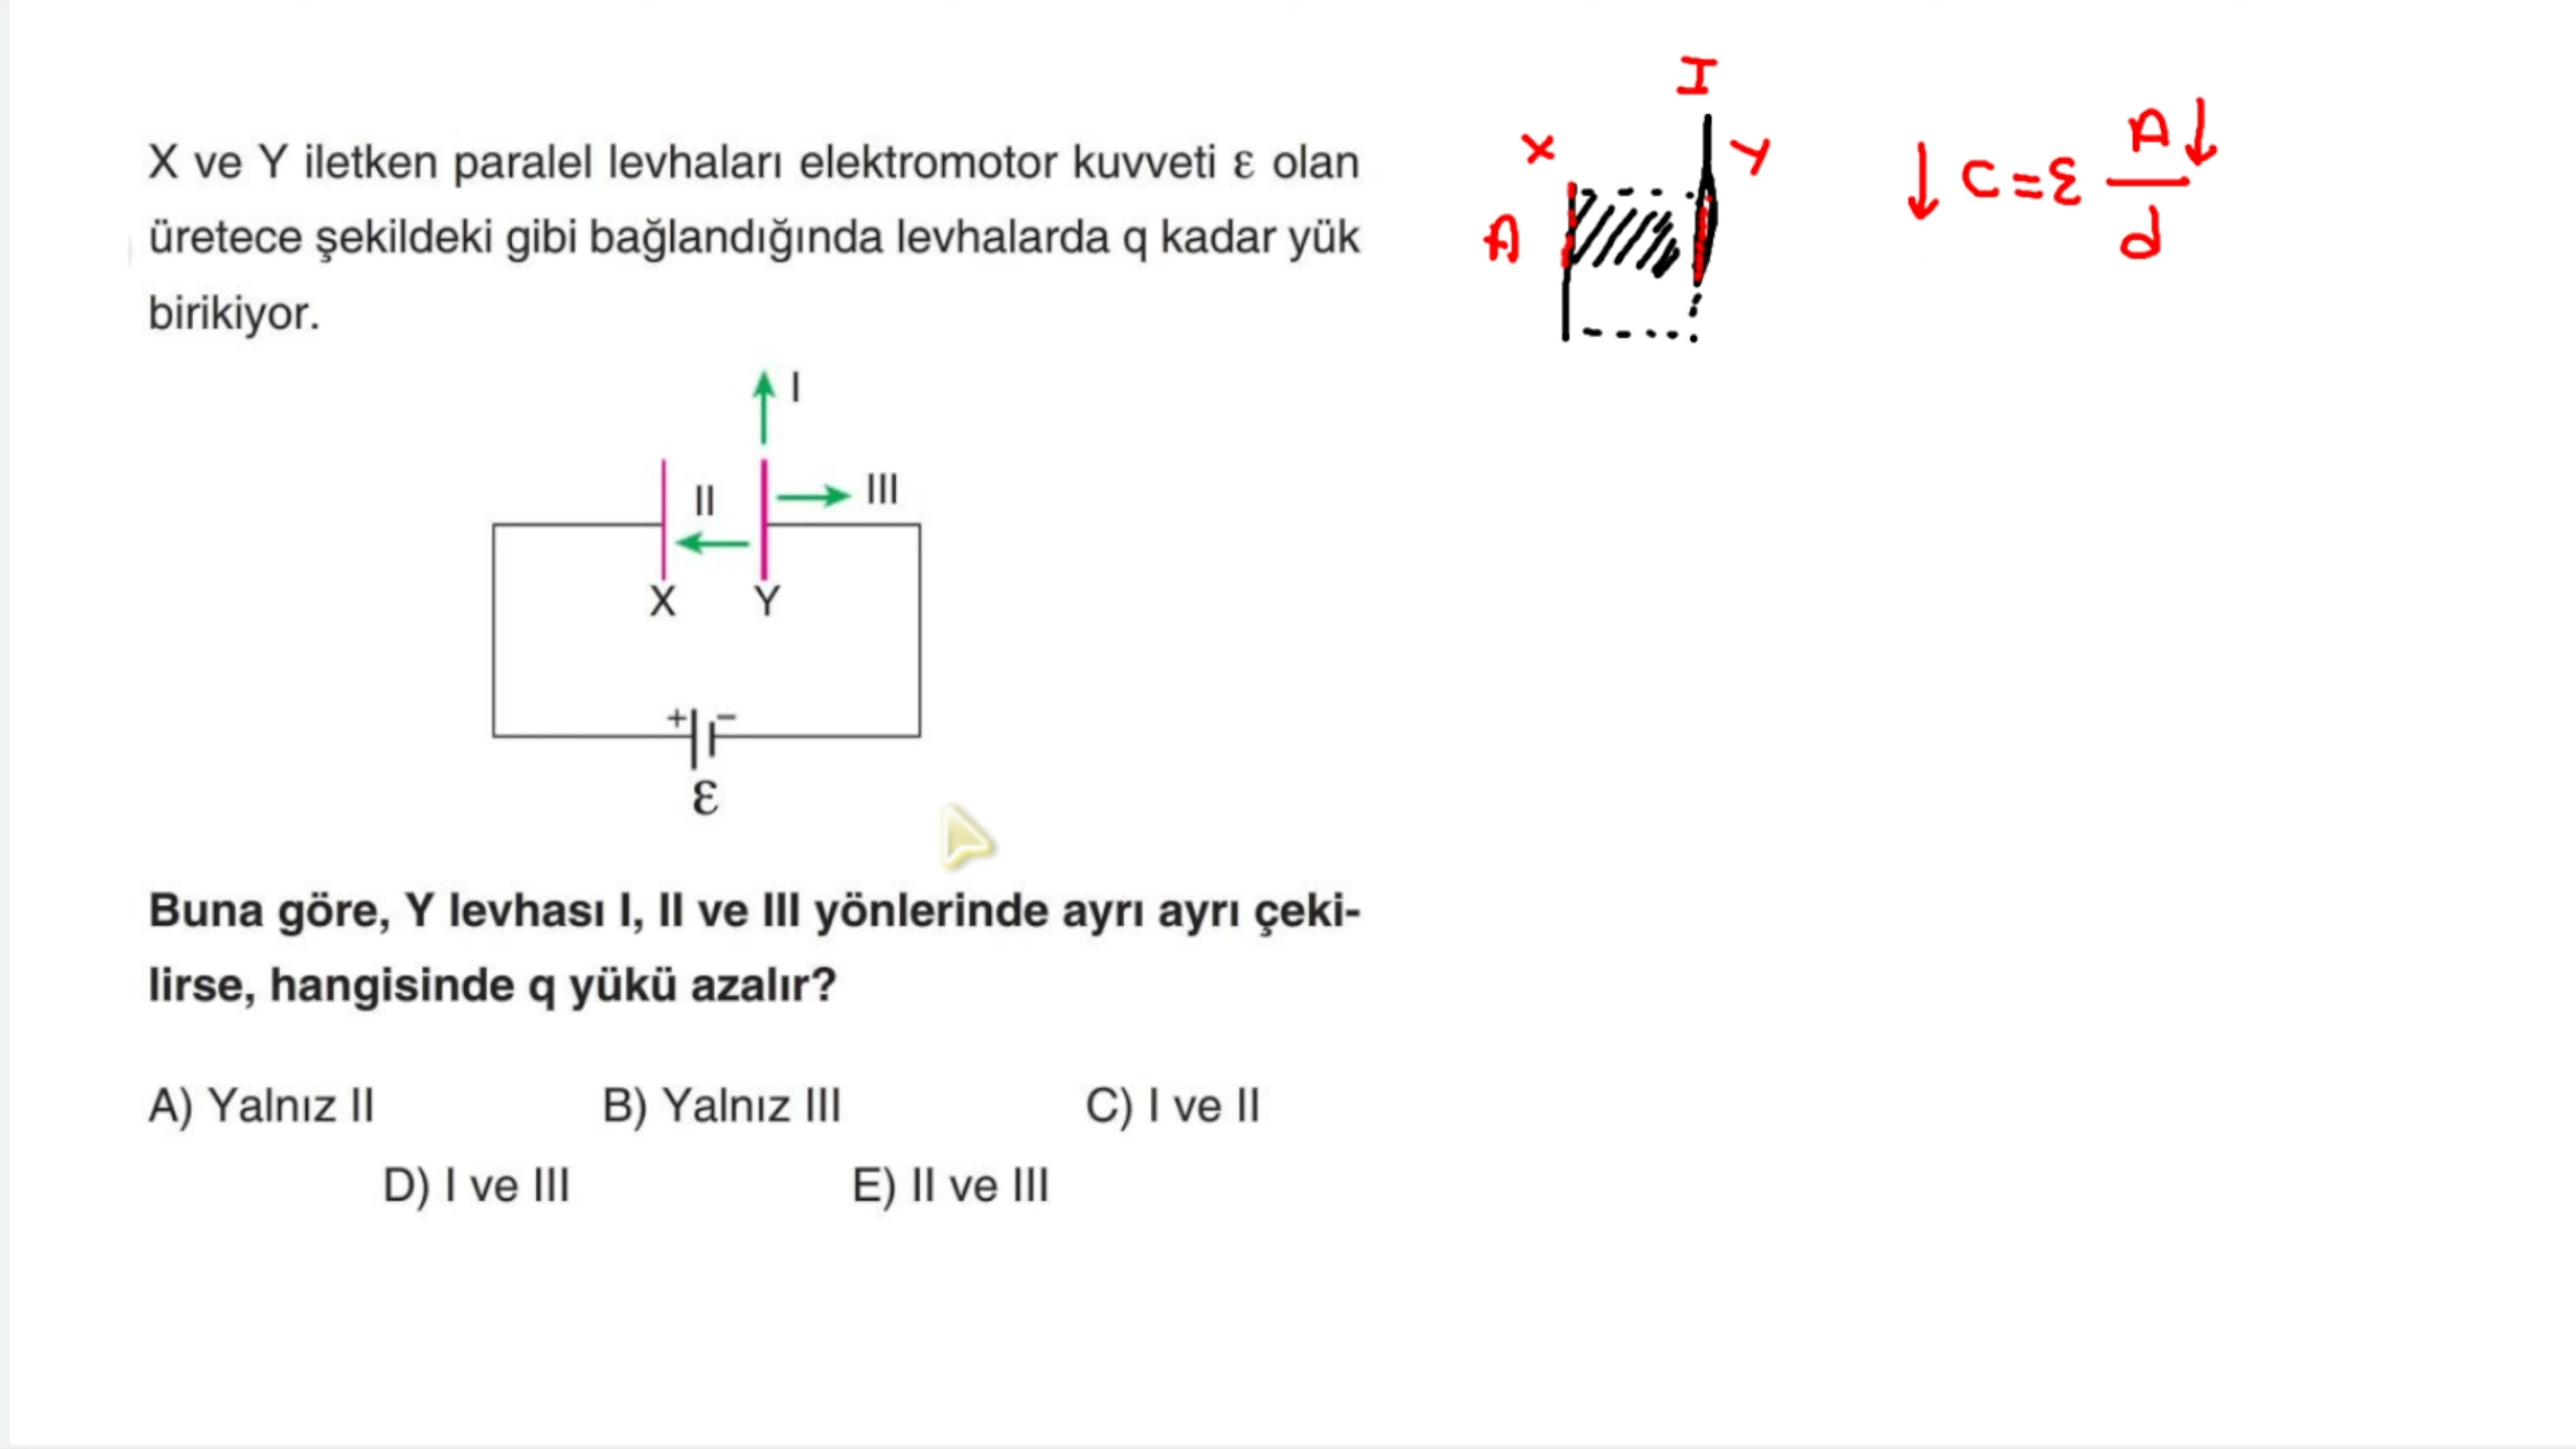 X ve Y iletken paralel levhaları elektromotor kuvveti ε olan
üretece şekildeki gibi bağlandığında levhalarda q kadar yük
birikiyor.
I
II
III
X Y
+ −
ε
Buna göre, Y levhası I, II ve III yönlerinde ayrı ayrı çeki-
lirse, hangisinde q yükü azalır?
A) Yalnız II B) Yalnız III C) I ve II
D) I ve III E) II ve III
I
X Y
A
↓ C = ε A↓ / d